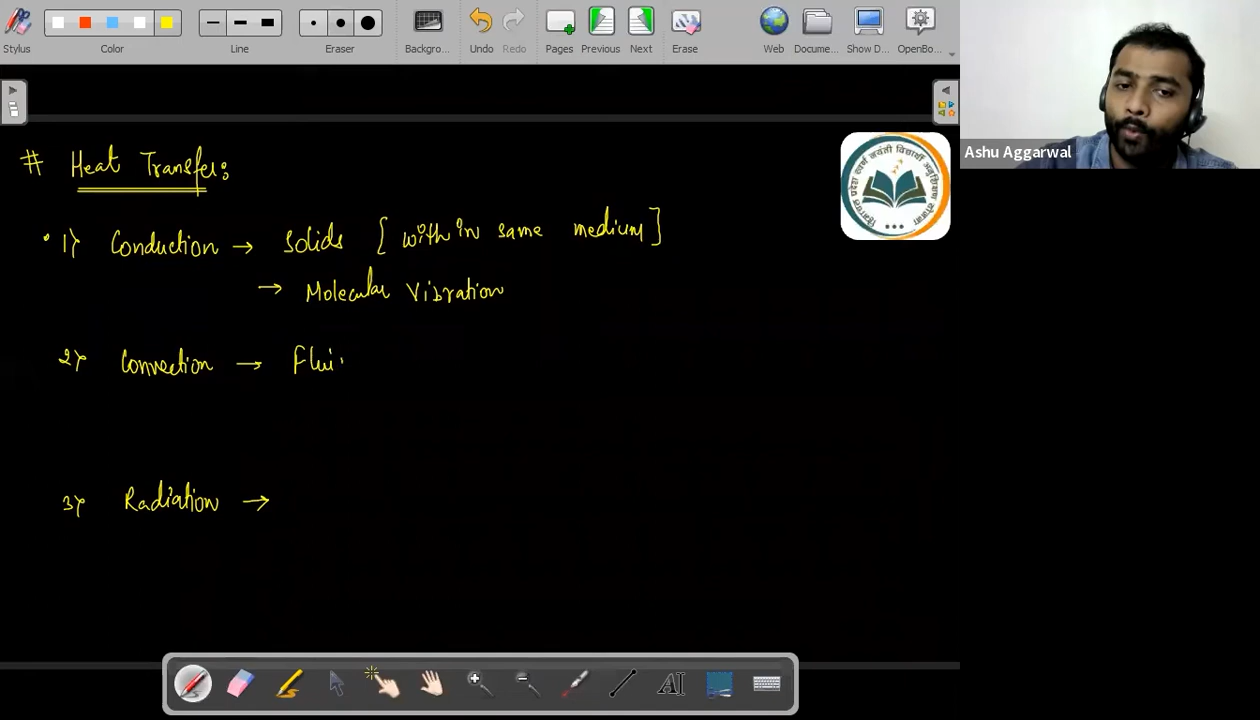 Stylus
Color
Line
Eraser
Backgro...
Undo
Redo
Pages
Previous
Next
Erase
Web
Docume...
Show D...
OpenBo...
Ashu Aggarwal
# Heat Transfer:
1) Conduction → Solids [within same medium]
→ Molecular Vibration
2) Convection → Flui
3) Radiation →
AI